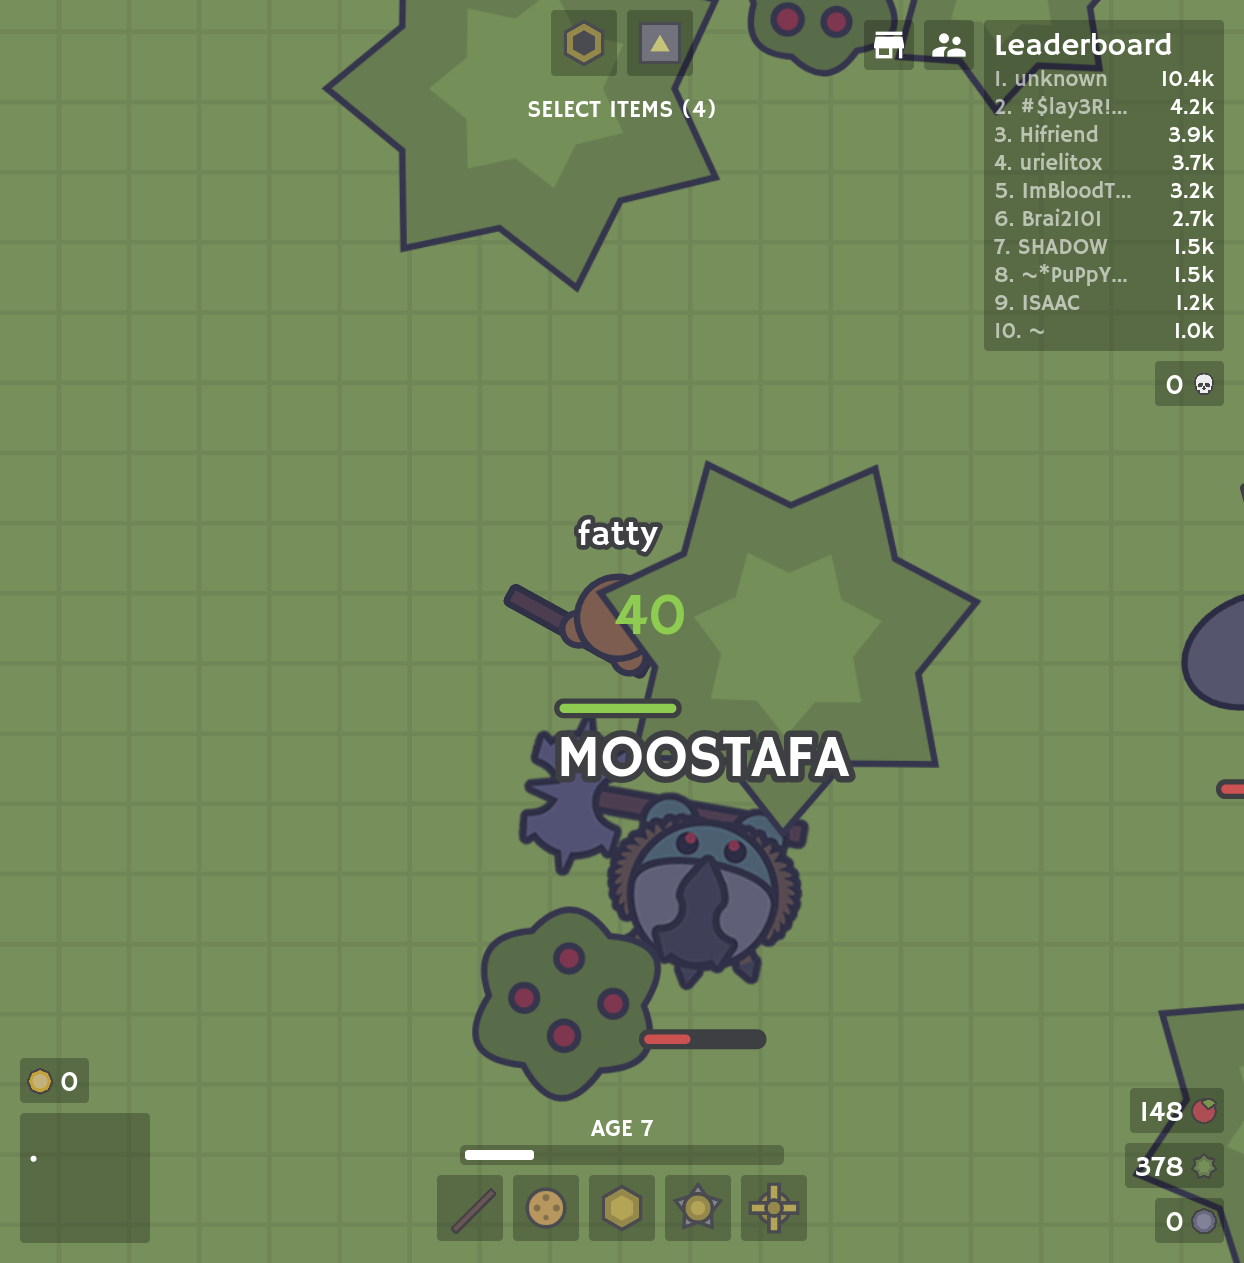 SELECT ITEMS (4)
Leaderboard
1. unknown 10.4k
2. #$lay3R!... 4.2k
3. Hifriend 3.9k
4. urielitox 3.7k
5. ImBloodT... 3.2k
6. Brai2101 2.7k
7. SHADOW 1.5k
8. ~*PuPpY... 1.5k
9. ISAAC 1.2k
10. ~ 1.0k
0
fatty
40
MOOSTAFA
0
AGE 7
148
378
0